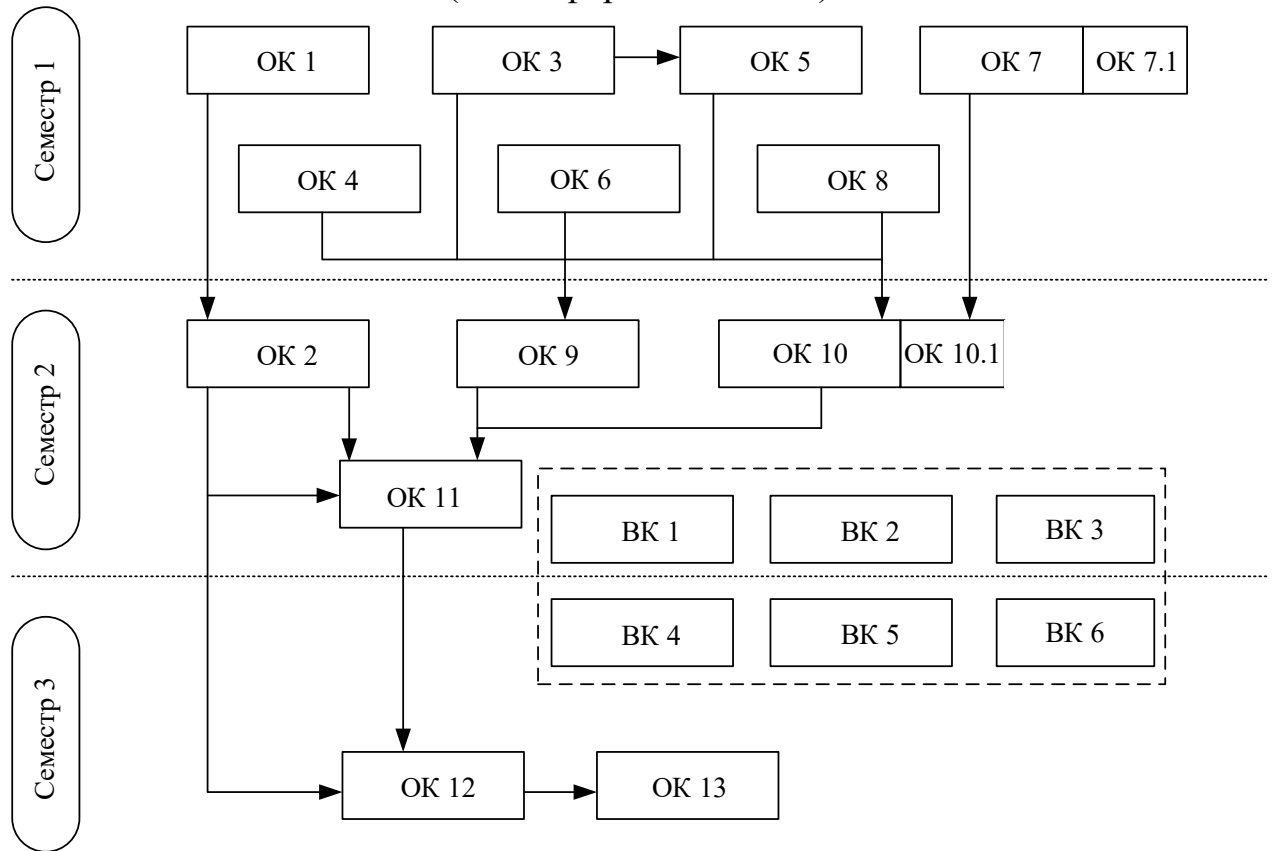 Семестр 1
ОК 1
ОК 3
ОК 5
ОК 7
ОК 7.1
ОК 4
ОК 6
ОК 8
Семестр 2
ОК 2
ОК 9
ОК 10
ОК 10.1
ОК 11
ВК 1
ВК 2
ВК 3
Семестр 3
ВК 4
ВК 5
ВК 6
ОК 12
ОК 13